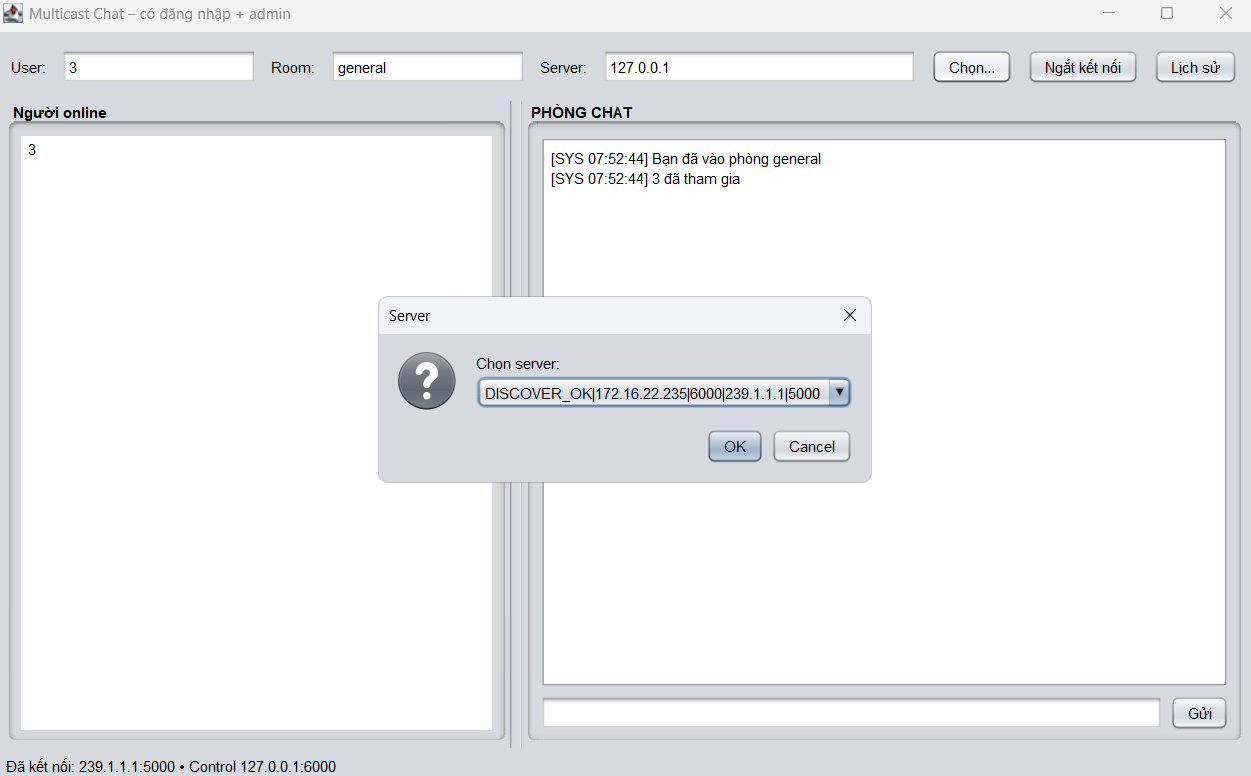 Multicast Chat – có đăng nhập + admin
User: 3 Room: general Server: 127.0.0.1 Chọn... Ngắt kết nối Lịch sử
Người online
3
PHÒNG CHAT
[SYS 07:52:44] Bạn đã vào phòng general
[SYS 07:52:44] 3 đã tham gia
Server
Chọn server:
DISCOVER_OK|172.16.22.235|6000|239.1.1.1|5000
OK Cancel
Gửi
Đã kết nối: 239.1.1.1:5000 • Control 127.0.0.1:6000